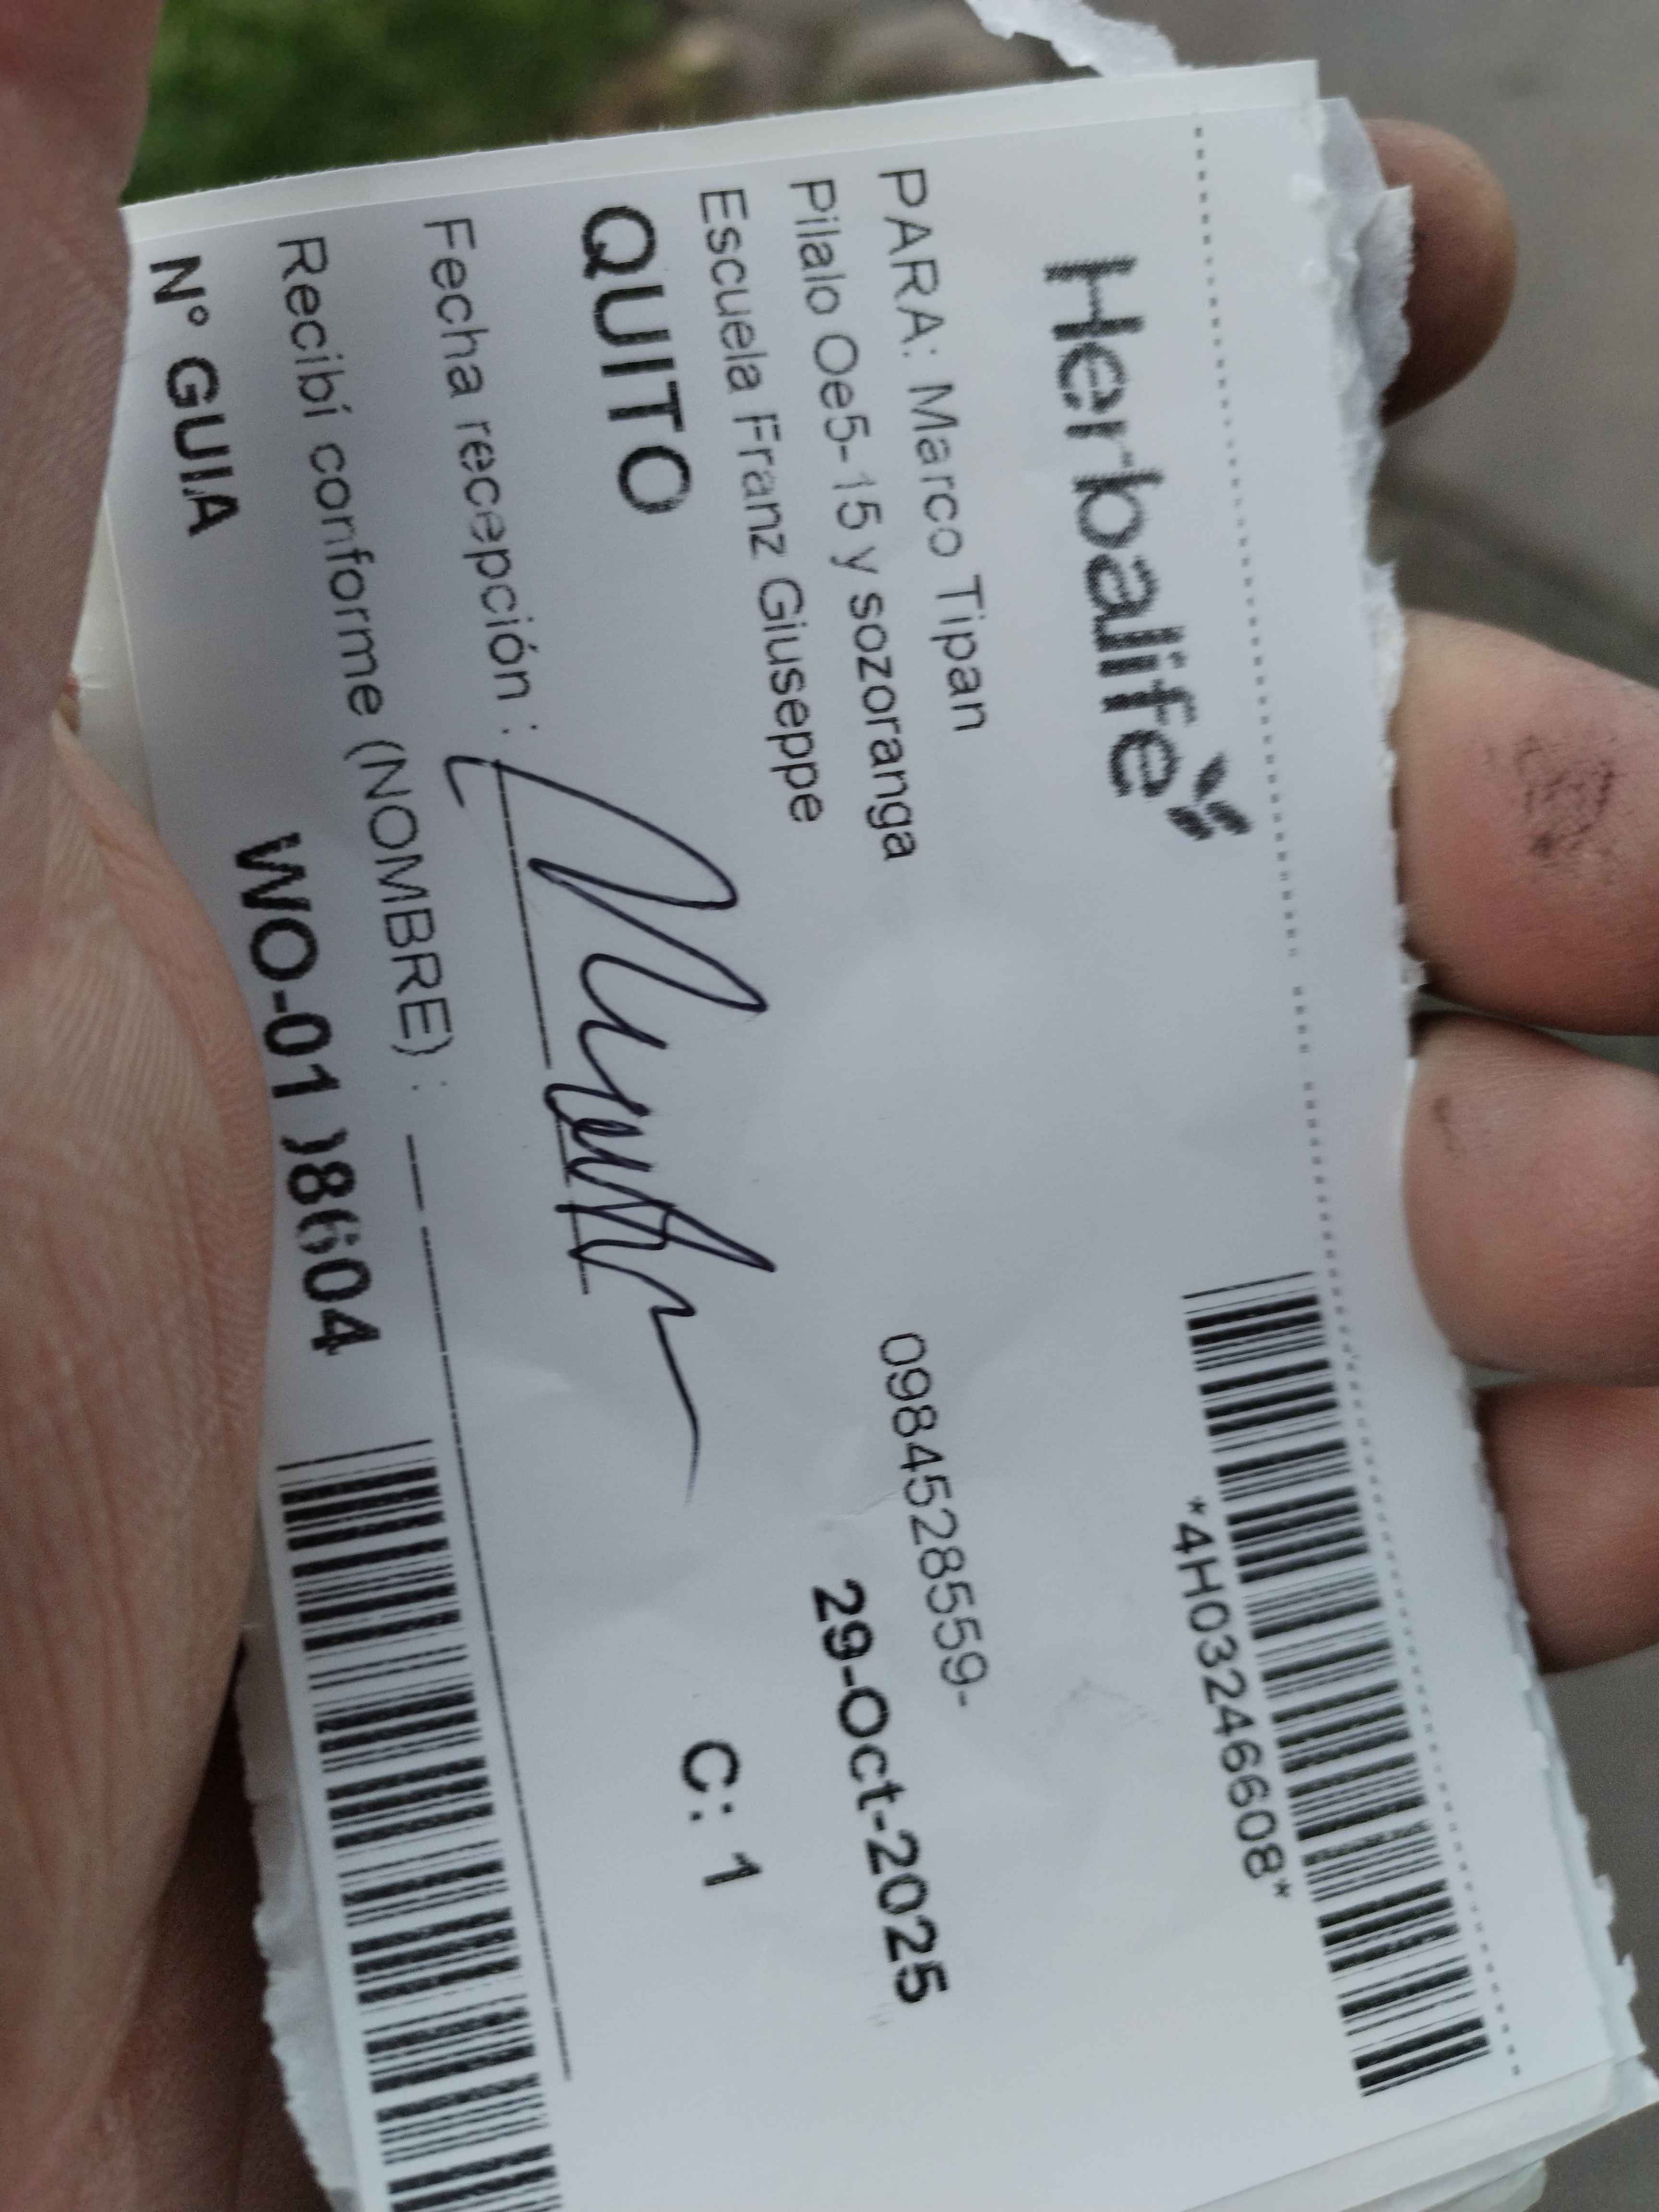 Herbalife
*4H03246608*
PARA: Marco Tipan 0984528559-
Pilalo Oe5-15 y sozoranga
Escuela Franz Giuseppe 29-Oct-2025
QUITO C: 1
Fecha recepción :
Recibí conforme (NOMBRE) :
N° GUIA